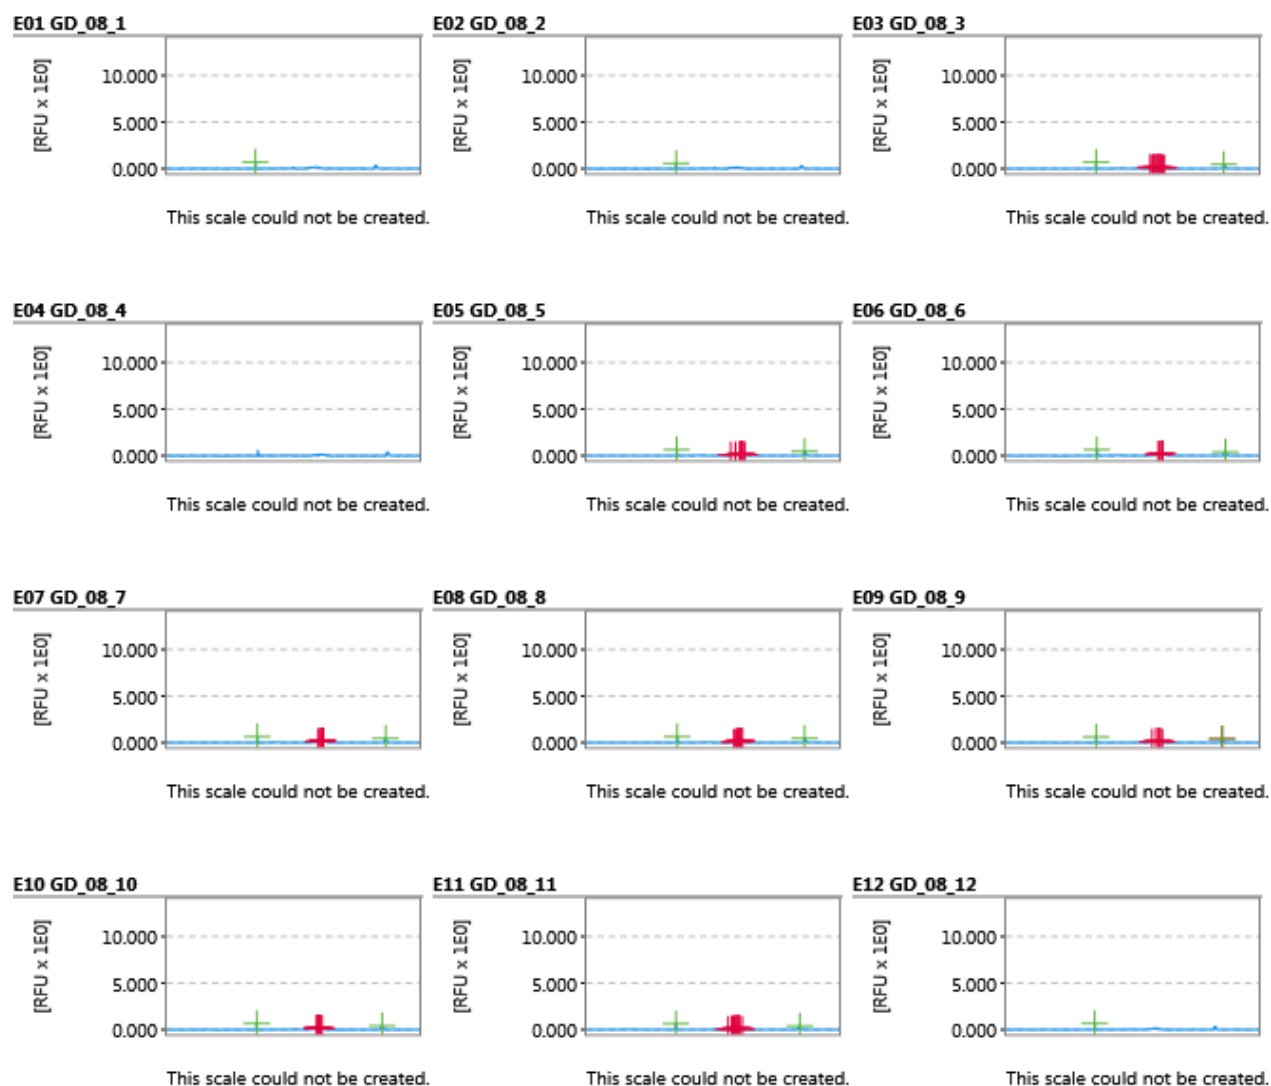 E01 GD_08_1 E02 GD_08_2 E03 GD_08_3
[RFU x 1E0] 10.000 5.000 0.000 [RFU x 1E0] 10.000 5.000 0.000 [RFU x 1E0] 10.000 5.000 0.000
This scale could not be created. This scale could not be created. This scale could not be created.
E04 GD_08_4 E05 GD_08_5 E06 GD_08_6
[RFU x 1E0] 10.000 5.000 0.000 [RFU x 1E0] 10.000 5.000 0.000 [RFU x 1E0] 10.000 5.000 0.000
This scale could not be created. This scale could not be created. This scale could not be created.
E07 GD_08_7 E08 GD_08_8 E09 GD_08_9
[RFU x 1E0] 10.000 5.000 0.000 [RFU x 1E0] 10.000 5.000 0.000 [RFU x 1E0] 10.000 5.000 0.000
This scale could not be created. This scale could not be created. This scale could not be created.
E10 GD_08_10 E11 GD_08_11 E12 GD_08_12
[RFU x 1E0] 10.000 5.000 0.000 [RFU x 1E0] 10.000 5.000 0.000 [RFU x 1E0] 10.000 5.000 0.000
This scale could not be created. This scale could not be created. This scale could not be created.